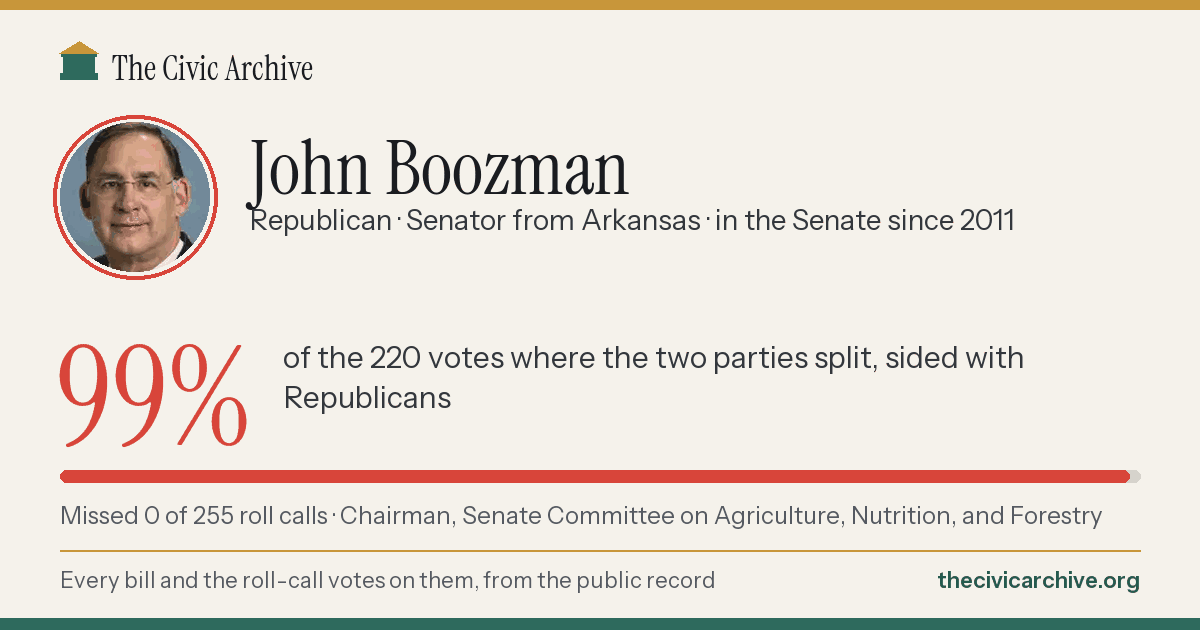 The Civic Archive
John Boozman
Republican · Senator from Arkansas · in the Senate since 2011
99%
of the 220 votes where the two parties split, sided with
Republicans
Missed 0 of 255 roll calls · Chairman, Senate Committee on Agriculture, Nutrition, and Forestry
Every bill and the roll-call votes on them, from the public record
thecivicarchive.org